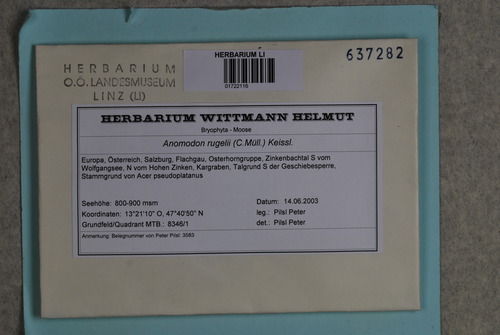 HERBARIUM
O.Ö. LANDESMUSEUM
LINZ (LI)
HERBARIUM LI
01722116
637282
HERBARIUM WITTMANN HELMUT
Bryophyta - Moose
Anomodon rugelii (C.Müll.) Keissl.
Europa, Österreich, Salzburg, Flachgau, Osterhorngruppe, Zinkenbachtal S vom
Wolfgangsee, N vom Hohen Zinken, Kargraben, Talgrund S der Geschiebesperre,
Stammgrund von Acer pseudoplatanus
Seehöhe: 800-900 msm
Datum: 14.06.2003
Koordinaten: 13°21'10" O, 47°40'50" N
leg.: Pilsl Peter
Grundfeld/Quadrant MTB.: 8346/1
det.: Pilsl Peter
Anmerkung: Belegnummer von Peter Pilsl: 3583